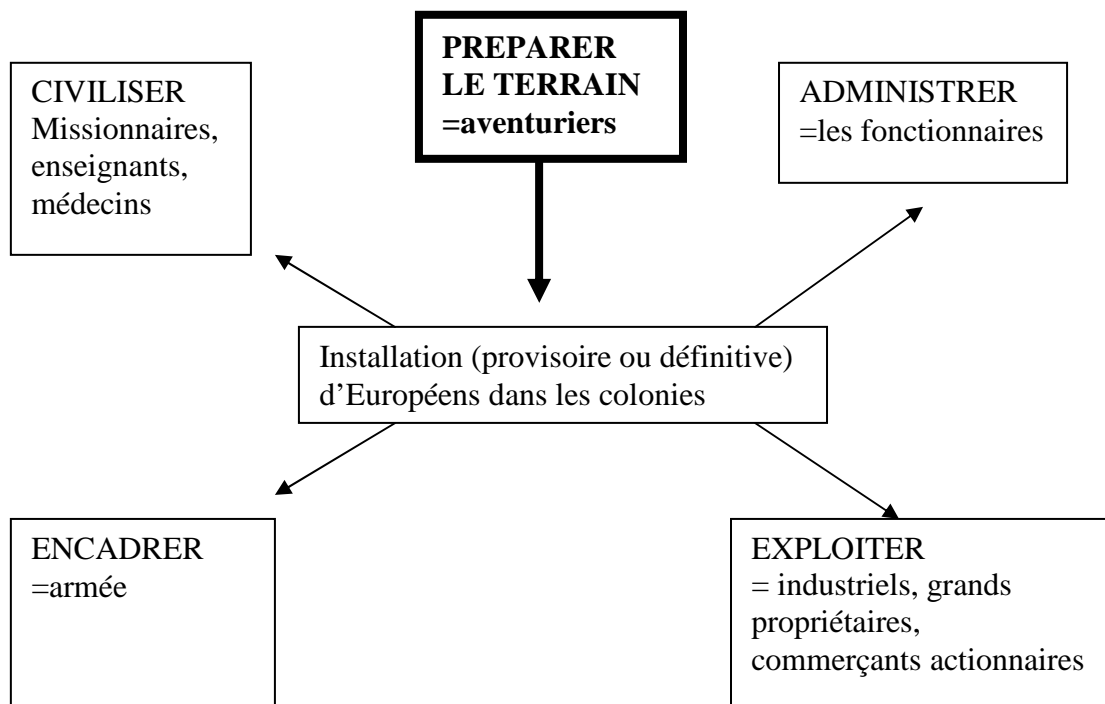 PREPARER
LE TERRAIN
=aventuriers
CIVILISER
Missionnaires,
enseignants,
médecins
ADMINISTRER
=les fonctionnaires
Installation (provisoire ou définitive)
d’Européens dans les colonies
ENCADRER
=armée
EXPLOITER
= industriels, grands
propriétaires,
commerçants actionnaires